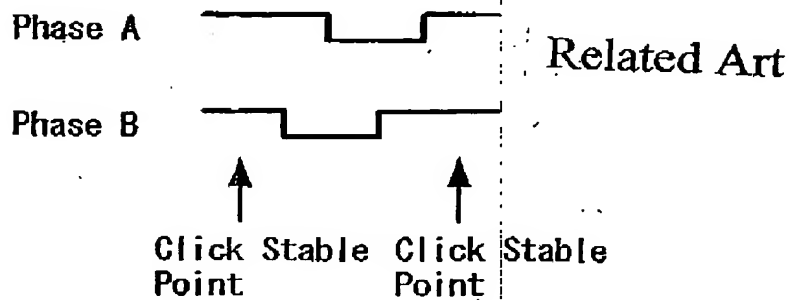 Phase A
Related Art
Phase B
Click Stable Click Stable
Point Point